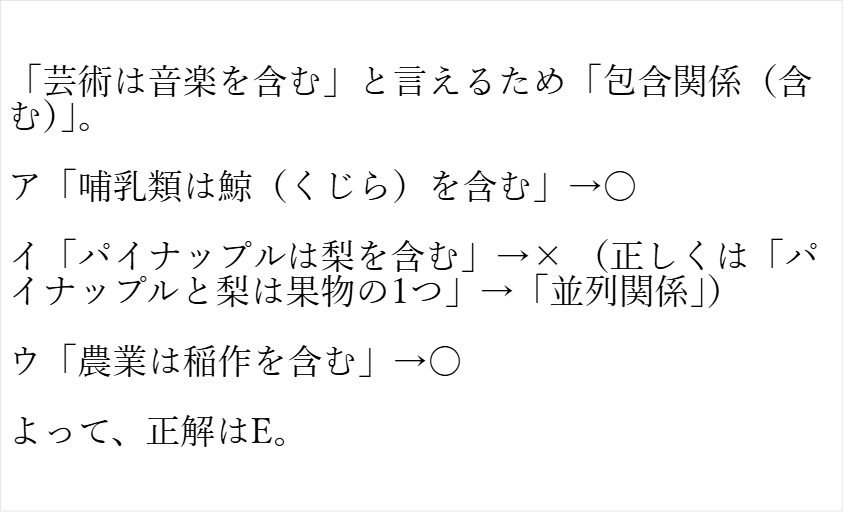 「芸術は音楽を含む」と言えるため「包含関係（含
む）」。
ア「哺乳類は鯨（くじら）を含む」→〇
イ「パイナップルは梨を含む」→×　（正しくは「パ
イナップルと梨は果物の1つ」→「並列関係」）
ウ「農業は稲作を含む」→〇
よって、正解はE。